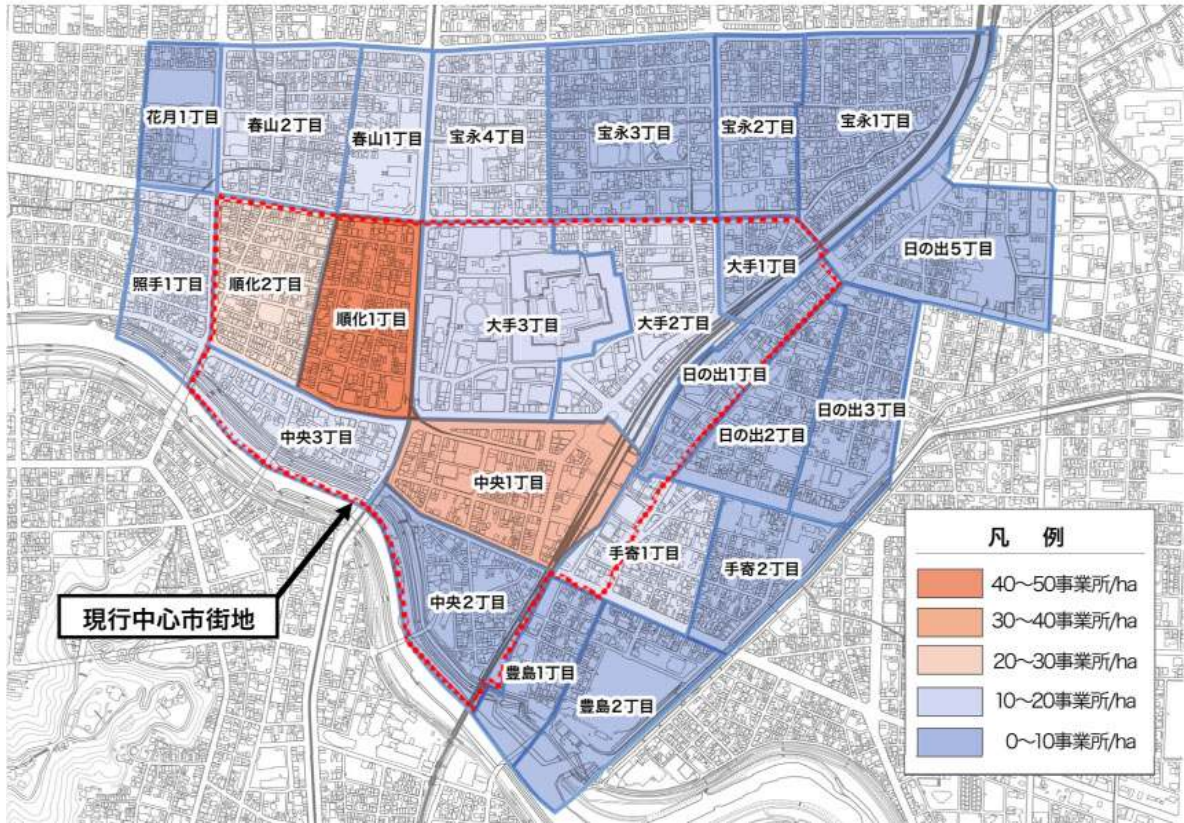 花月1丁目
春山2丁目
春山1丁目
宝永4丁目
宝永3丁目
宝永2丁目
宝永1丁目
照手1丁目
順化2丁目
順化1丁目
大手3丁目
大手2丁目
大手1丁目
日の出5丁目
日の出1丁目
日の出2丁目
日の出3丁目
中央3丁目
中央1丁目
手寄1丁目
手寄2丁目
中央2丁目
豊島1丁目
豊島2丁目
現行中心市街地
凡 例
40〜50事業所/ha
30〜40事業所/ha
20〜30事業所/ha
10〜20事業所/ha
0〜10事業所/ha